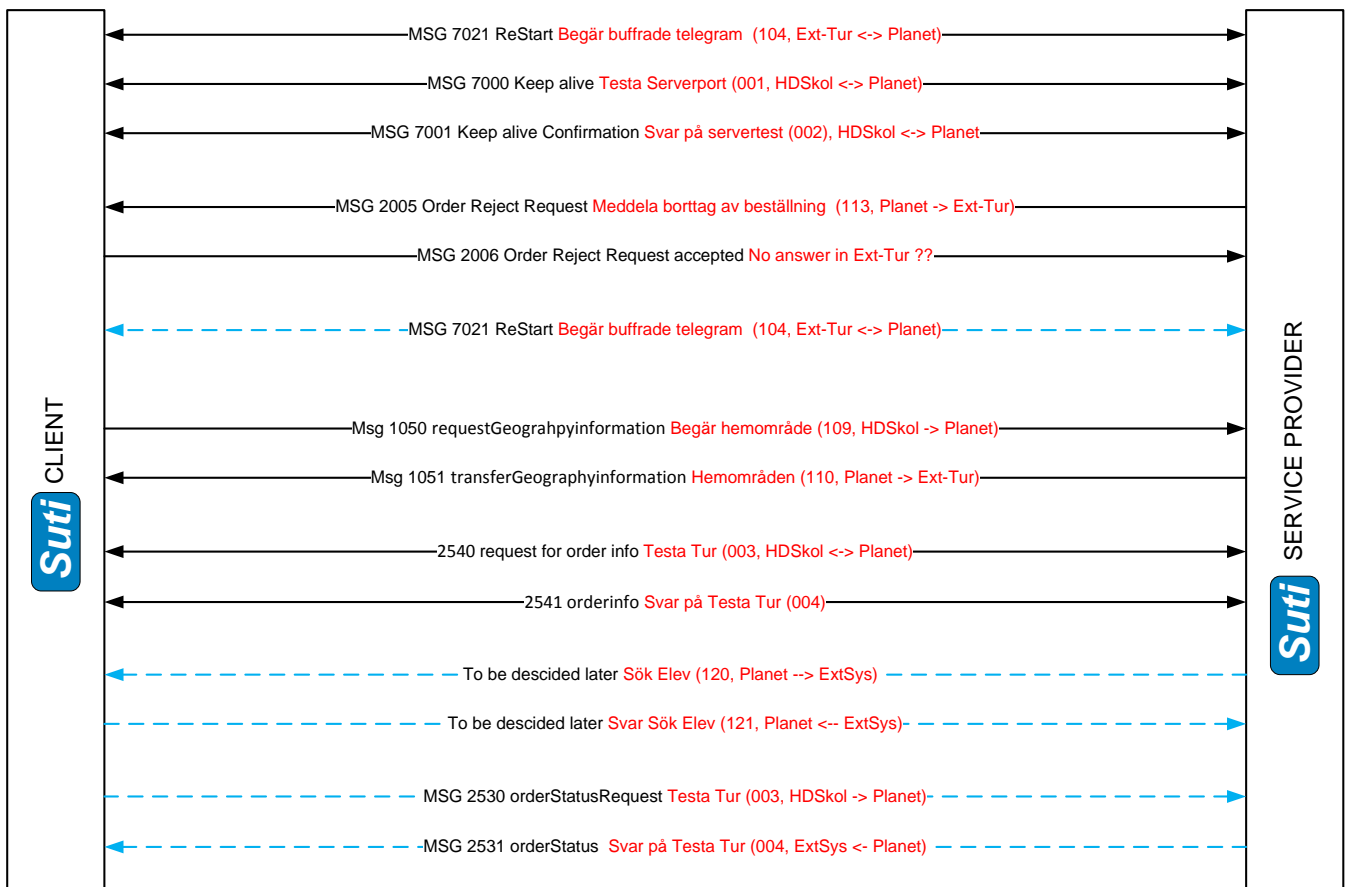 MSG 7021 ReStart Begär buffrade telegram (104, Ext-Tur <-> Planet)
MSG 7000 Keep alive Testa Serverport (001, HDSkol <-> Planet)
MSG 7001 Keep alive Confirmation Svar på servertest (002), HDSkol <-> Planet
MSG 2005 Order Reject Request Meddela borttag av beställning (113, Planet -> Ext-Tur)
MSG 2006 Order Reject Request accepted No answer in Ext-Tur ??
MSG 7021 ReStart Begär buffrade telegram (104, Ext-Tur <-> Planet)
Msg 1050 requestGeograhpyinformation Begär hemområde (109, HDSkol -> Planet)
Msg 1051 transferGeographyinformation Hemområden (110, Planet -> Ext-Tur)
2540 request for order info Testa Tur (003, HDSkol <-> Planet)
2541 orderinfo Svar på Testa Tur (004)
To be descided later Sök Elev (120, Planet --> ExtSys)
To be descided later Svar Sök Elev (121, Planet <-- ExtSys)
MSG 2530 orderStatusRequest Testa Tur (003, HDSkol -> Planet)
MSG 2531 orderStatus Svar på Testa Tur (004, ExtSys <- Planet)
Suti CLIENT
Suti SERVICE PROVIDER